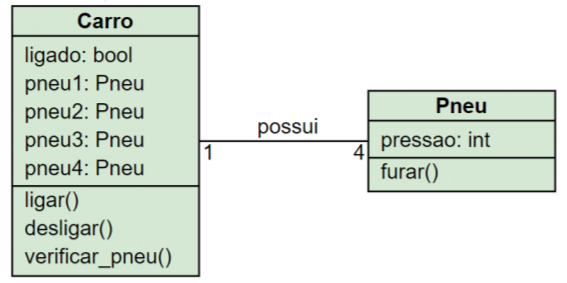 Carro
ligado: bool
pneu1: Pneu
pneu2: Pneu
pneu3: Pneu
pneu4: Pneu
ligar()
desligar()
verificar_pneu()
possui
1
4
Pneu
pressao: int
furar()